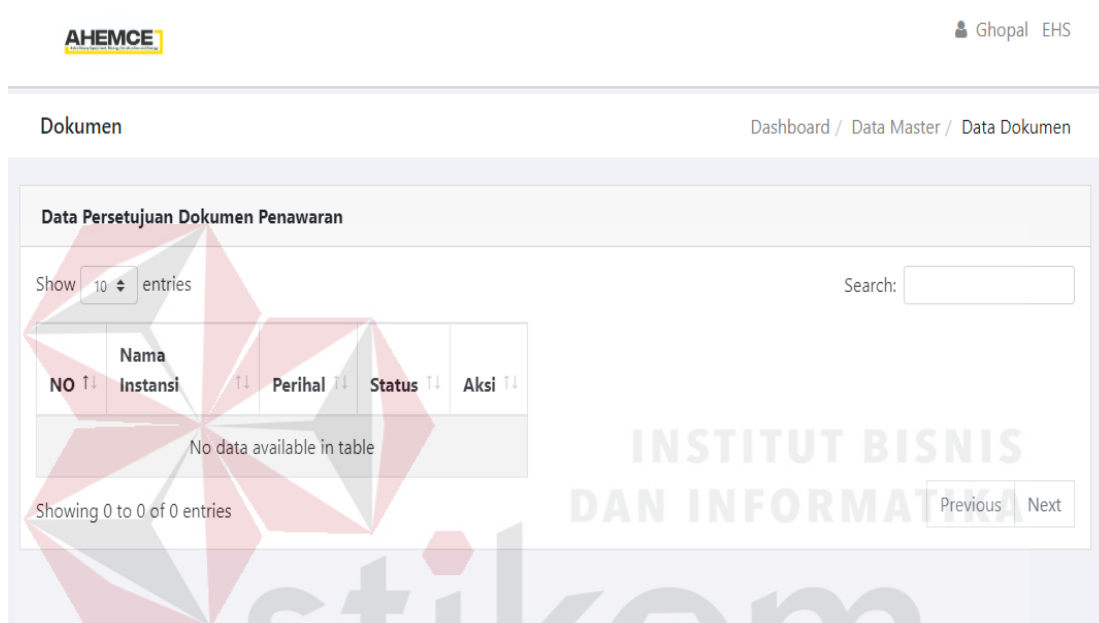 AHEMCE
Ghopal EHS
Dokumen
Dashboard / Data Master / Data Dokumen
Data Persetujuan Dokumen Penawaran
Show 10 entries
Search:
NO Nama Instansi Perihal Status Aksi
No data available in table
Showing 0 to 0 of 0 entries
Previous Next
INSTITUT BISNIS
DAN INFORMATIKA
stikom